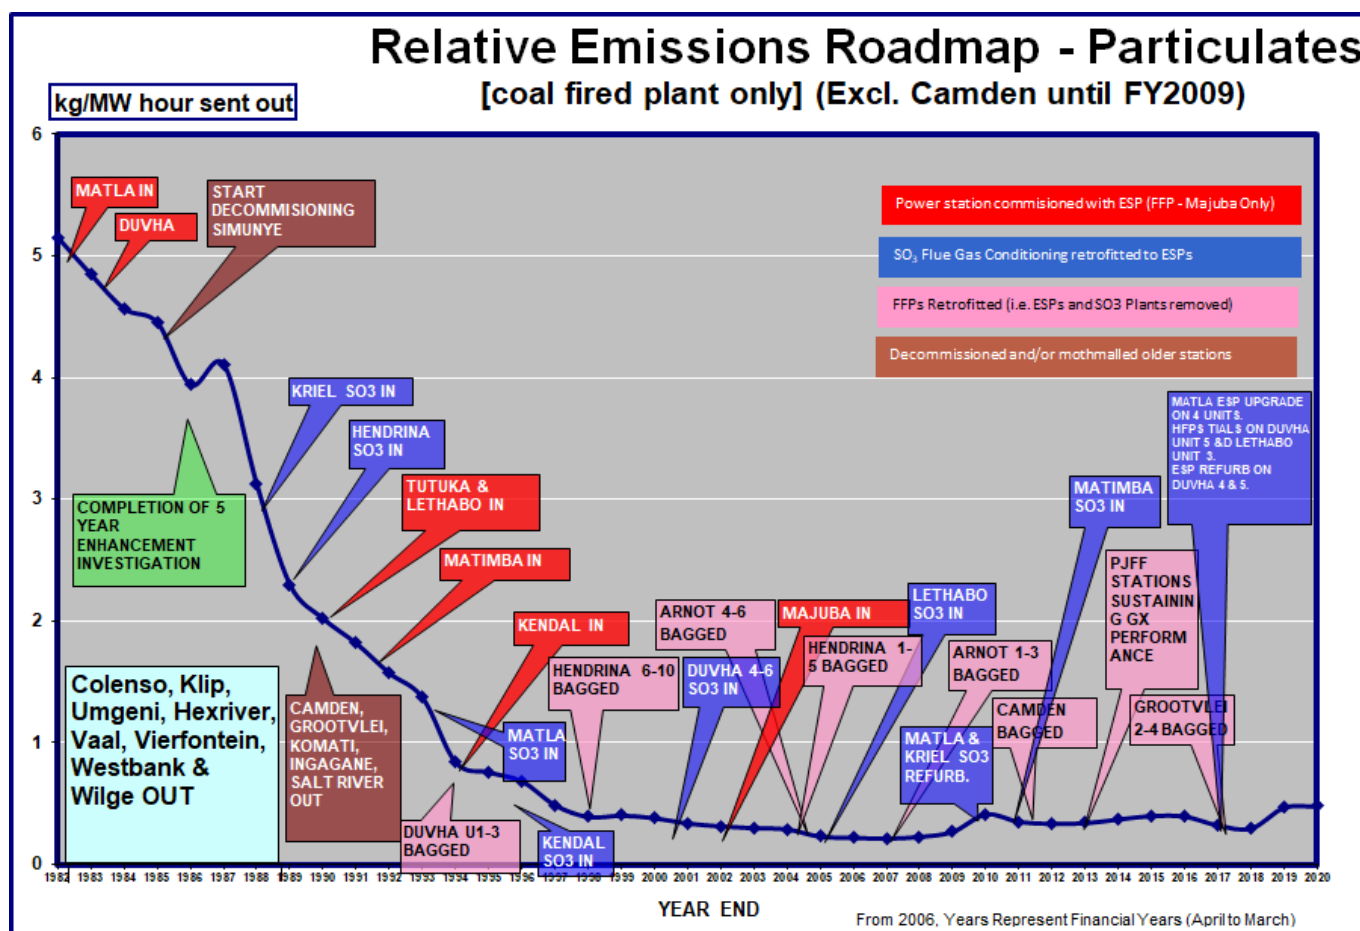 Relative Emissions Roadmap - Particulates
[coal fired plant only] (Excl. Camden until FY2009)
kg/MW hour sent out
6
5
4
3
2
1
0
MATLA IN
DUVHA
START
DECOMMISIONING
SIMUNYE
Power station commisioned with ESP (FFP - Majuba Only)
SO₃ Flue Gas Conditioning retrofitted to ESPs
FFPs Retrofitted (i.e. ESPs and SO3 Plants removed)
Decommissioned and/or mothmalled older stations
KRIEL SO3 IN
HENDRINA
SO3 IN
TUTUKA &
LETHABO IN
MATIMBA IN
KENDAL IN
COMPLETION OF 5
YEAR
ENHANCEMENT
INVESTIGATION
Colenso, Klip,
Umgeni, Hexriver,
Vaal, Vierfontein,
Westbank &
Wilge OUT
CAMDEN,
GROOTVLEI,
KOMATI,
INGAGANE,
SALT RIVER
OUT
DUVHA U1-3
BAGGED
MATLA
SO3 IN
KENDAL
SO3 IN
HENDRINA 6-10
BAGGED
ARNOT 4-6
BAGGED
DUVHA 4-6
SO3 IN
MAJUBA IN
HENDRINA 1-
5 BAGGED
LETHABO
SO3 IN
MATLA &
KRIEL SO3
REFURB.
ARNOT 1-3
BAGGED
CAMDEN
BAGGED
MATIMBA
SO3 IN
PJFF
STATIONS
SUSTAININ
G GX
PERFORM
ANCE
GROOTVLEI
2-4 BAGGED
MATLA ESP UPGRADE
ON 4 UNITS.
HFPS TIALS ON DUVHA
UNIT 5 &D LETHABO
UNIT 3.
ESP REFURB ON
DUVHA 4 & 5.
1982 1983 1984 1985 1986 1987 1988 1989 1990 1991 1992 1993 1994 1995 1996 1997 1998 1999 2000 2001 2002 2003 2004 2005 2006 2007 2008 2009 2010 2011 2012 2013 2014 2015 2016 2017 2018 2019 2020
YEAR END
From 2006, Years Represent Financial Years (April to March)